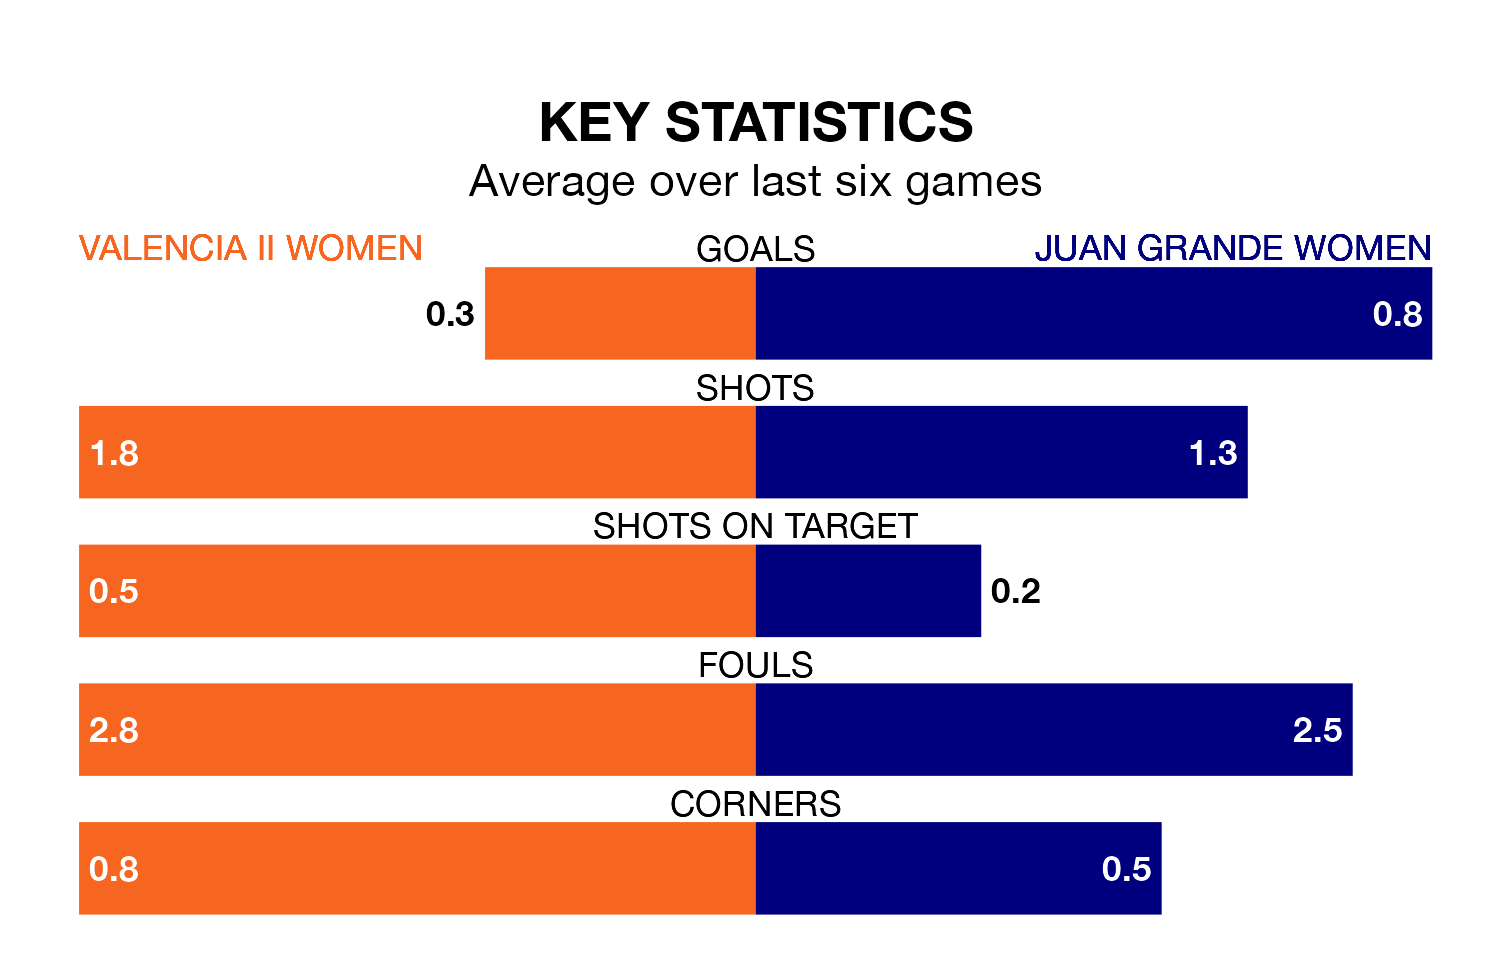 KEY STATISTICS
Average over last six games
VALENCIA II WOMEN GOALS JUAN GRANDE WOMEN
0.3 0.8
SHOTS
1.8 1.3
SHOTS ON TARGET
0.5 0.2
FOULS
2.8 2.5
CORNERS
0.8 0.5